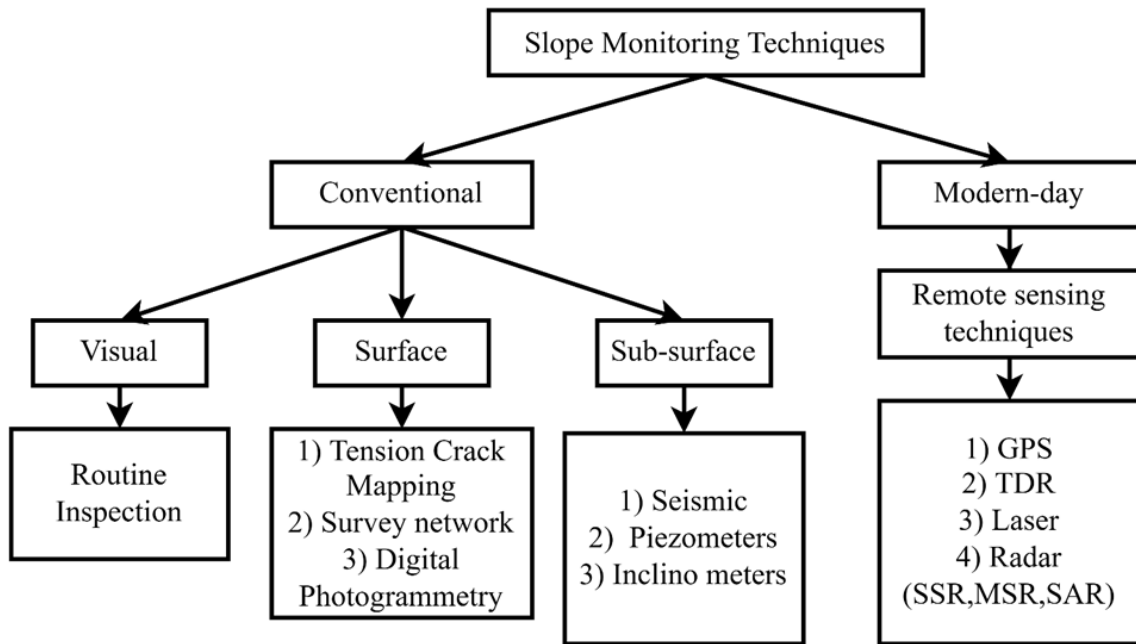 Slope Monitoring Techniques
Conventional
Modern-day
Visual
Surface
Sub-surface
Remote sensing
techniques
Routine
Inspection
1) Tension Crack
Mapping
2) Survey network
3) Digital
Photogrammetry
1) Seismic
2) Piezometers
3) Inclino meters
1) GPS
2) TDR
3) Laser
4) Radar
(SSR,MSR,SAR)